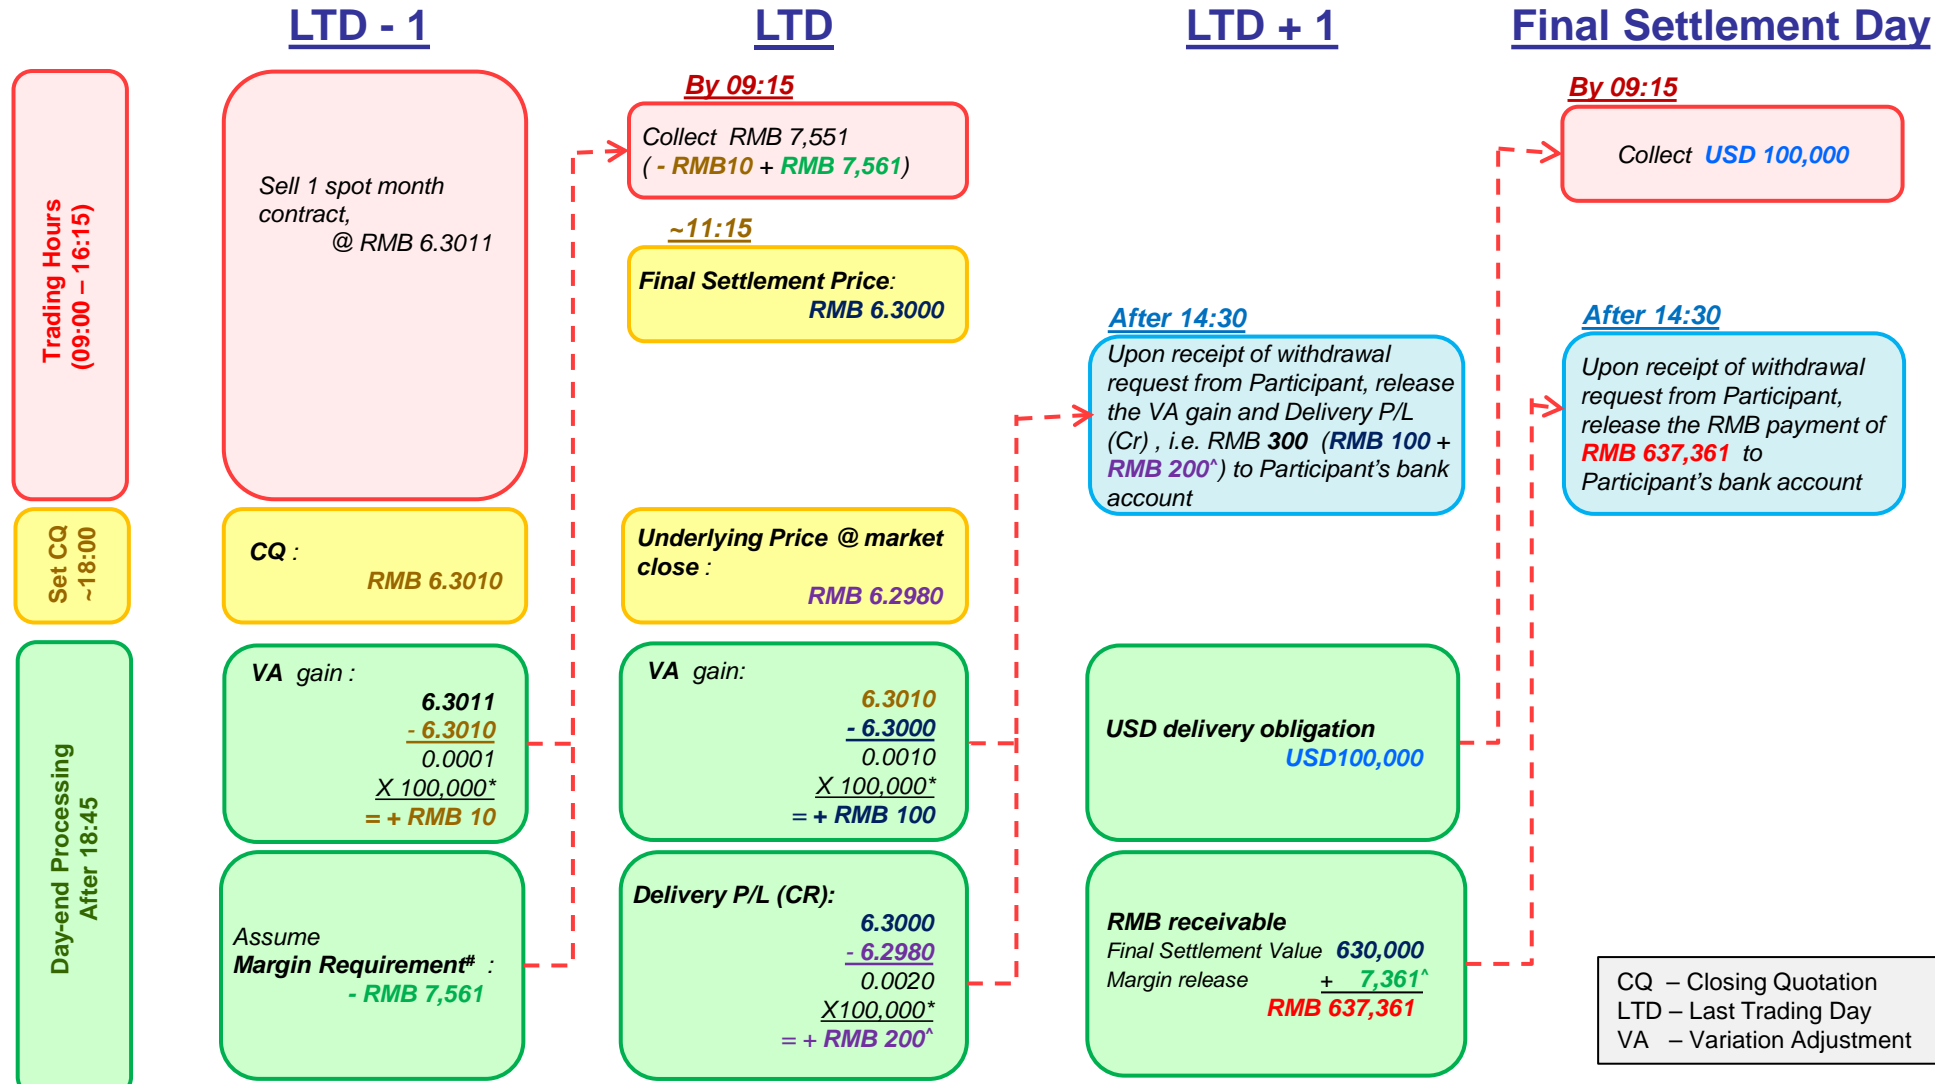 LTD - 1
LTD
LTD + 1
Final Settlement Day
Trading Hours
(09:00 – 16:15)
Set CQ
~18:00
Day-end Processing
After 18:45
Sell 1 spot month
contract,
@ RMB 6.3011
CQ :
RMB 6.3010
VA gain :
6.3011
- 6.3010
0.0001
X 100,000*
= + RMB 10
Assume
Margin Requirement# :
- RMB 7,561
By 09:15
Collect RMB 7,551
( - RMB10 + RMB 7,561)
~11:15
Final Settlement Price:
RMB 6.3000
Underlying Price @ market
close :
RMB 6.2980
VA gain:
6.3010
- 6.3000
0.0010
X 100,000*
= + RMB 100
Delivery P/L (CR):
6.3000
- 6.2980
0.0020
X100,000*
= + RMB 200^
After 14:30
Upon receipt of withdrawal
request from Participant, release
the VA gain and Delivery P/L
(Cr) , i.e. RMB 300 (RMB 100 +
RMB 200^) to Participant's bank
account
USD delivery obligation
USD100,000
RMB receivable
Final Settlement Value 630,000
Margin release + 7,361^
RMB 637,361
By 09:15
Collect USD 100,000
After 14:30
Upon receipt of withdrawal
request from Participant,
release the RMB payment of
RMB 637,361 to
Participant's bank account
CQ – Closing Quotation
LTD – Last Trading Day
VA – Variation Adjustment